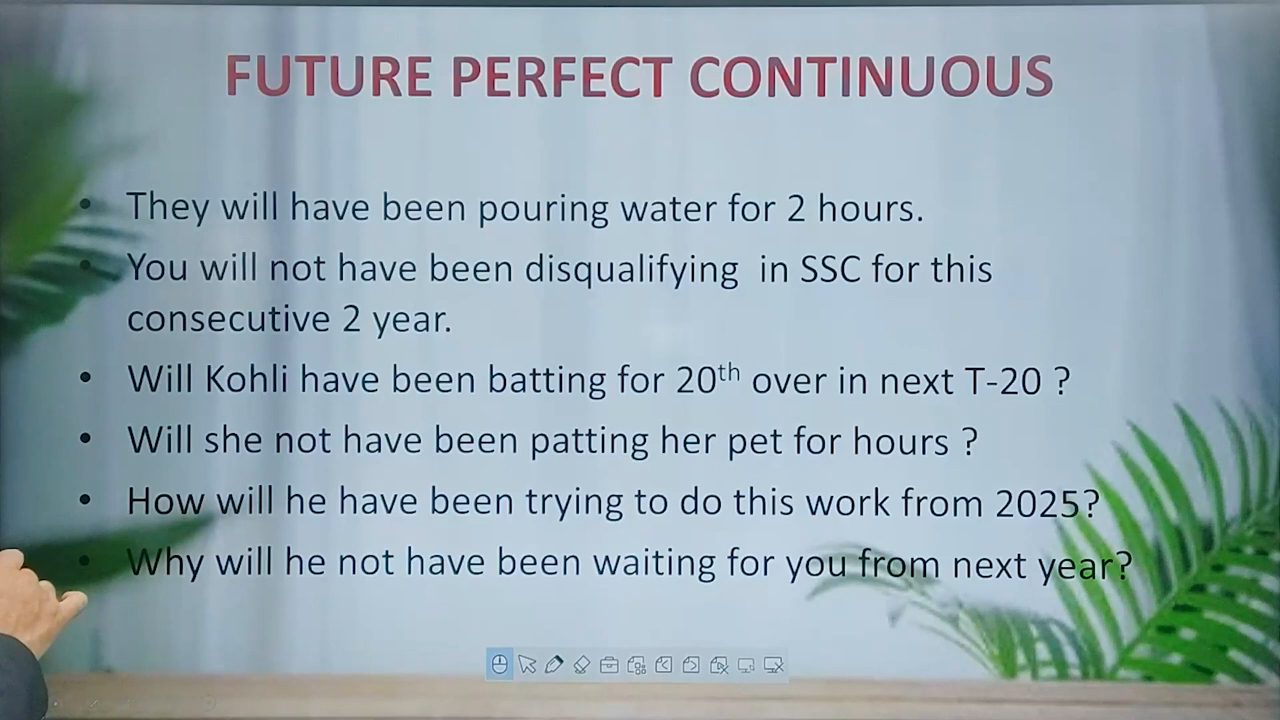 FUTURE PERFECT CONTINUOUS
• They will have been pouring water for 2 hours.
• You will not have been disqualifying in SSC for this
consecutive 2 year.
• Will Kohli have been batting for 20th over in next T-20 ?
• Will she not have been patting her pet for hours ?
• How will he have been trying to do this work from 2025?
• Why will he not have been waiting for you from next year?